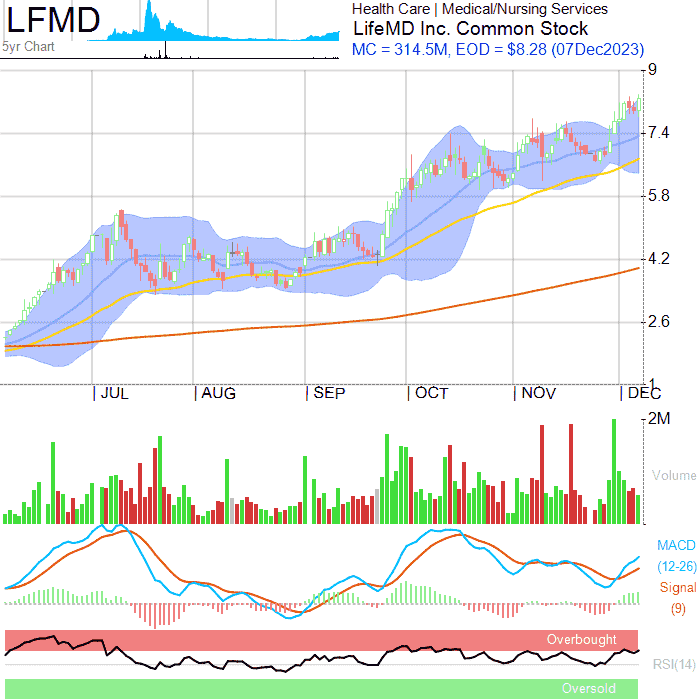 LFMD
5yr Chart
Health Care | Medical/Nursing Services
LifeMD Inc. Common Stock
MC = 314.5M, EOD = $8.28 (07Dec2023)
9
7.4
5.8
4.2
2.6
1
JUL
AUG
SEP
OCT
NOV
DEC
2M
Volume
MACD
(12-26)
Signal
(9)
Overbought
RSI(14)
Oversold